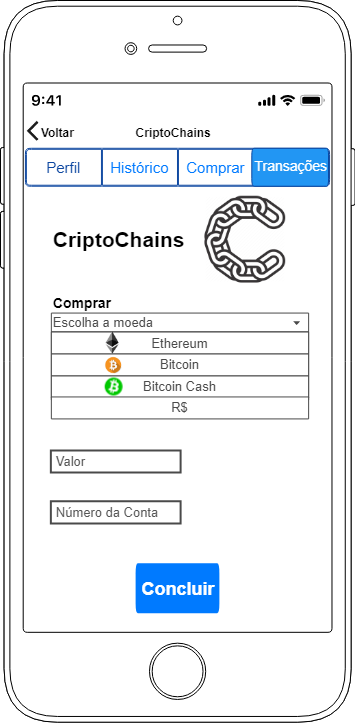 9:41
Voltar CriptoChains
Perfil Histórico Comprar Transações
CriptoChains
Comprar
Escolha a moeda
Ethereum
Bitcoin
Bitcoin Cash
R$
Valor
Número da Conta
Concluir